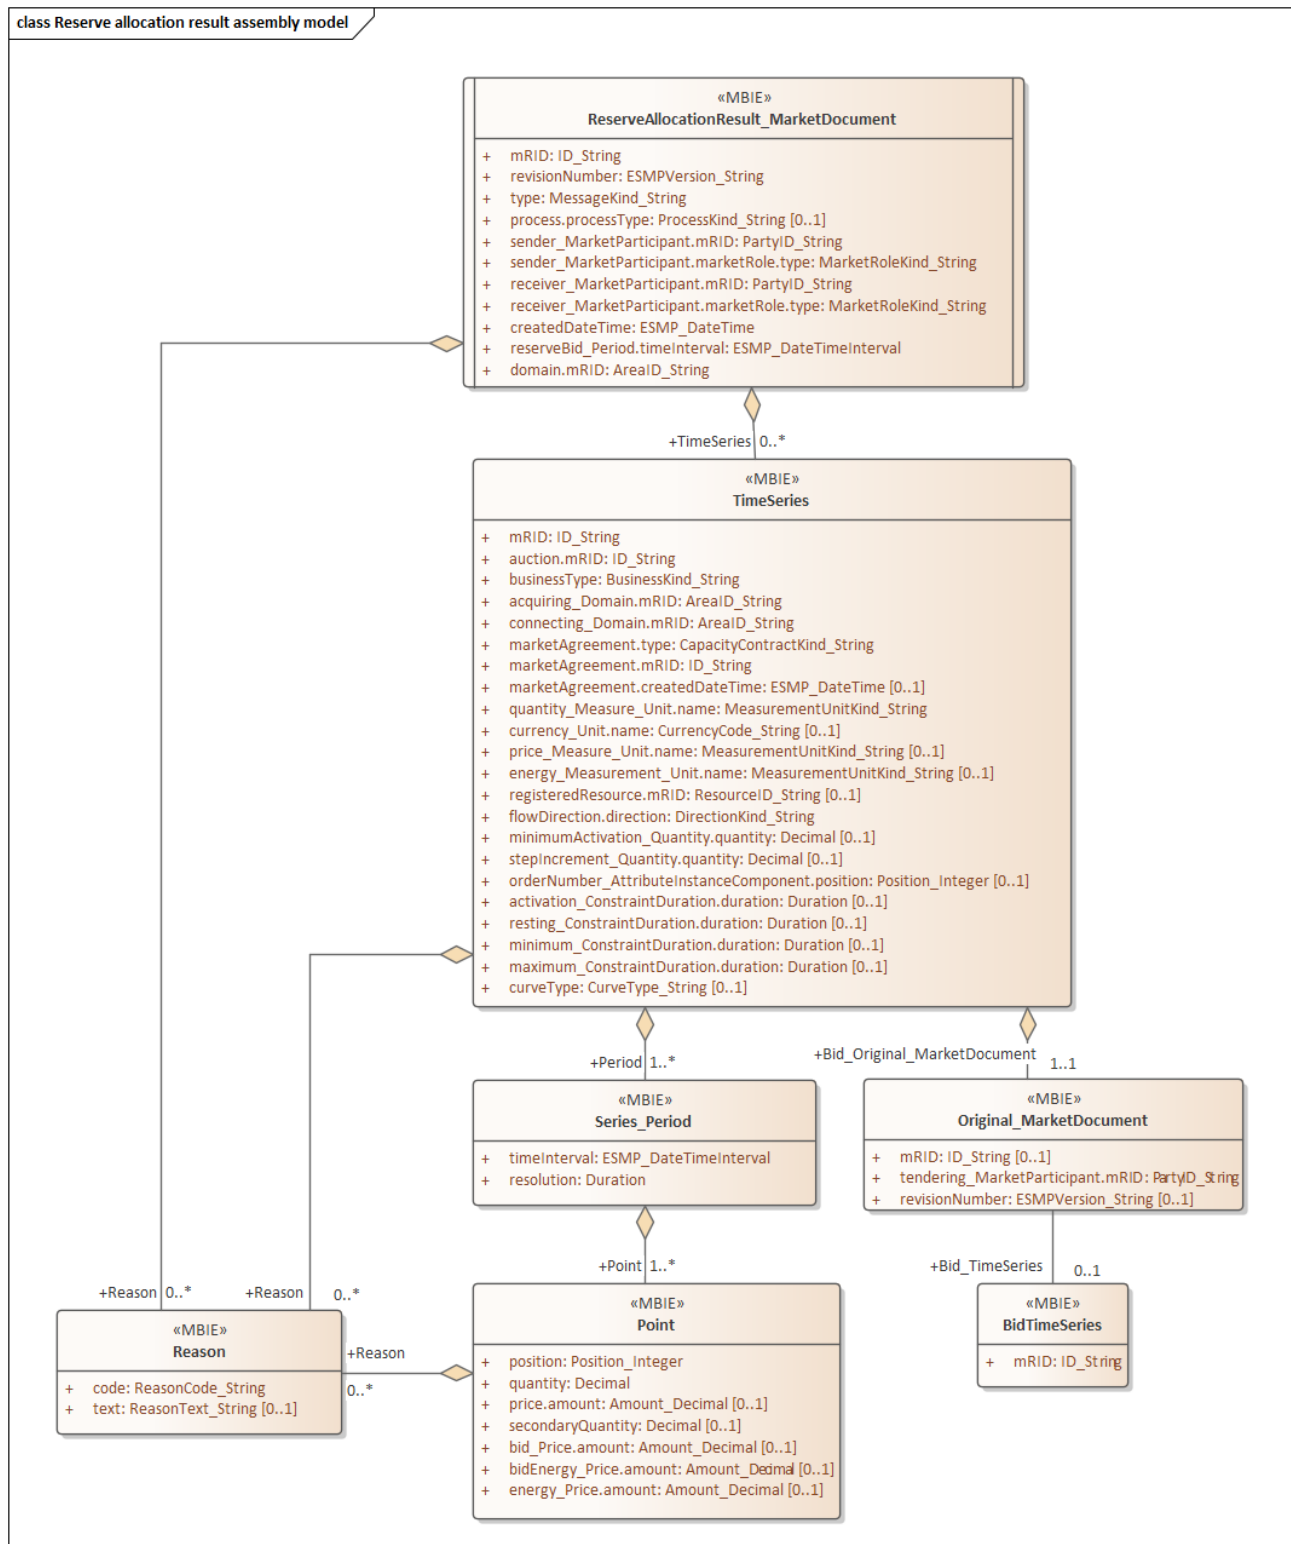 class Reserve allocation result assembly model
«MBIE»
ReserveAllocationResult_MarketDocument
+ mRID: ID_String
+ revisionNumber: ESMPVersion_String
+ type: MessageKind_String
+ process.processType: ProcessKind_String [0..1]
+ sender_MarketParticipant.mRID: PartyID_String
+ sender_MarketParticipant.marketRole.type: MarketRoleKind_String
+ receiver_MarketParticipant.mRID: PartyID_String
+ receiver_MarketParticipant.marketRole.type: MarketRoleKind_String
+ createdDateTime: ESMP_DateTime
+ reserveBid_Period.timeInterval: ESMP_DateTimeInterval
+ domain.mRID: AreaID_String
+TimeSeries 0..*
«MBIE»
TimeSeries
+ mRID: ID_String
+ auction.mRID: ID_String
+ businessType: BusinessKind_String
+ acquiring_Domain.mRID: AreaID_String
+ connecting_Domain.mRID: AreaID_String
+ marketAgreement.type: CapacityContractKind_String
+ marketAgreement.mRID: ID_String
+ marketAgreement.createdDateTime: ESMP_DateTime [0..1]
+ quantity_Measure_Unit.name: MeasurementUnitKind_String
+ currency_Unit.name: CurrencyCode_String [0..1]
+ price_Measure_Unit.name: MeasurementUnitKind_String [0..1]
+ energy_Measurement_Unit.name: MeasurementUnitKind_String [0..1]
+ registeredResource.mRID: ResourceID_String [0..1]
+ flowDirection.direction: DirectionKind_String
+ minimumActivation_Quantity.quantity: Decimal [0..1]
+ stepIncrement_Quantity.quantity: Decimal [0..1]
+ orderNumber_AttributeInstanceComponent.position: Position_Integer [0..1]
+ activation_ConstraintDuration.duration: Duration [0..1]
+ resting_ConstraintDuration.duration: Duration [0..1]
+ minimum_ConstraintDuration.duration: Duration [0..1]
+ maximum_ConstraintDuration.duration: Duration [0..1]
+ curveType: CurveType_String [0..1]
+Period 1..*
+Bid_Original_MarketDocument
1..1
«MBIE»
Series_Period
+ timeInterval: ESMP_DateTimeInterval
+ resolution: Duration
«MBIE»
Original_MarketDocument
+ mRID: ID_String [0..1]
+ tendering_MarketParticipant.mRID: PartyID_String
+ revisionNumber: ESMPVersion_String [0..1]
+Point 1..*
+Bid_TimeSeries 0..1
+Reason 0..*
+Reason 0..*
«MBIE»
Reason
+ code: ReasonCode_String
+ text: ReasonText_String [0..1]
+Reason
0..*
«MBIE»
Point
+ position: Position_Integer
+ quantity: Decimal
+ price.amount: Amount_Decimal [0..1]
+ secondaryQuantity: Decimal [0..1]
+ bid_Price.amount: Amount_Decimal [0..1]
+ bidEnergy_Price.amount: Amount_Decimal [0..1]
+ energy_Price.amount: Amount_Decimal [0..1]
«MBIE»
BidTimeSeries
+ mRID: ID_String